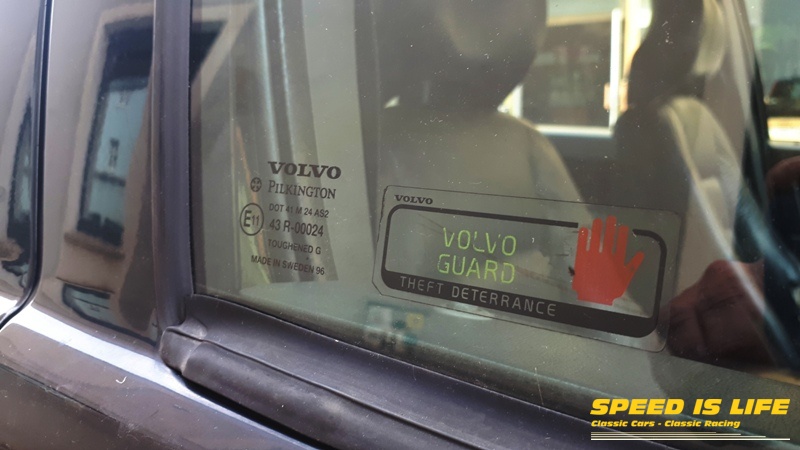 VOLVO
PILKINGTON
DOT 41 M 24 AS2
E11
43 R-00024
TOUGHENED G
MADE IN SWEDEN 96
VOLVO
VOLVO
GUARD
THEFT DETERRANCE
SPEED IS LIFE
Classic Cars - Classic Racing